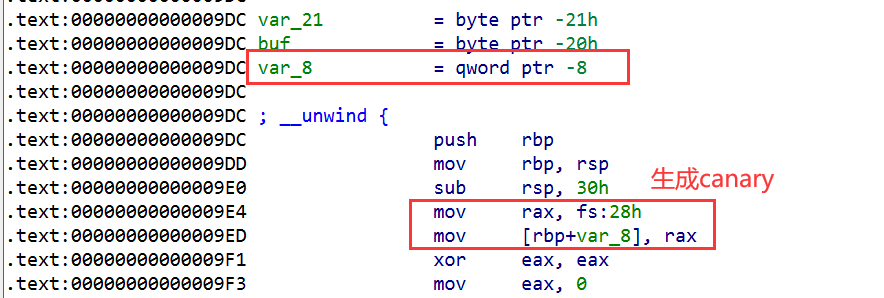 .text:00000000000009DC var_21 = byte ptr -21h
.text:00000000000009DC buf = byte ptr -20h
.text:00000000000009DC var_8 = qword ptr -8
.text:00000000000009DC
.text:00000000000009DC ; __unwind {
.text:00000000000009DC push rbp
.text:00000000000009DD mov rbp, rsp
.text:00000000000009E0 sub rsp, 30h
生成canary
.text:00000000000009E4 mov rax, fs:28h
.text:00000000000009ED mov [rbp+var_8], rax
.text:00000000000009F1 xor eax, eax
.text:00000000000009F3 mov eax, 0